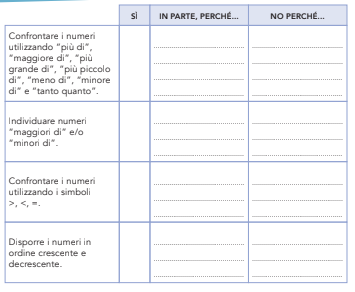 SÌ IN PARTE, PERCHÉ... NO PERCHÉ...
Confrontare i numeri
utilizzando "più di",
"maggiore di", "più
grande di", "più piccolo
di", "meno di", "minore
di" e "tanto quanto".
Individuare numeri
"maggiori di" e/o
"minori di".
Confrontare i numeri
utilizzando i simboli
>, <, =.
Disporre i numeri in
ordine crescente e
decrescente.